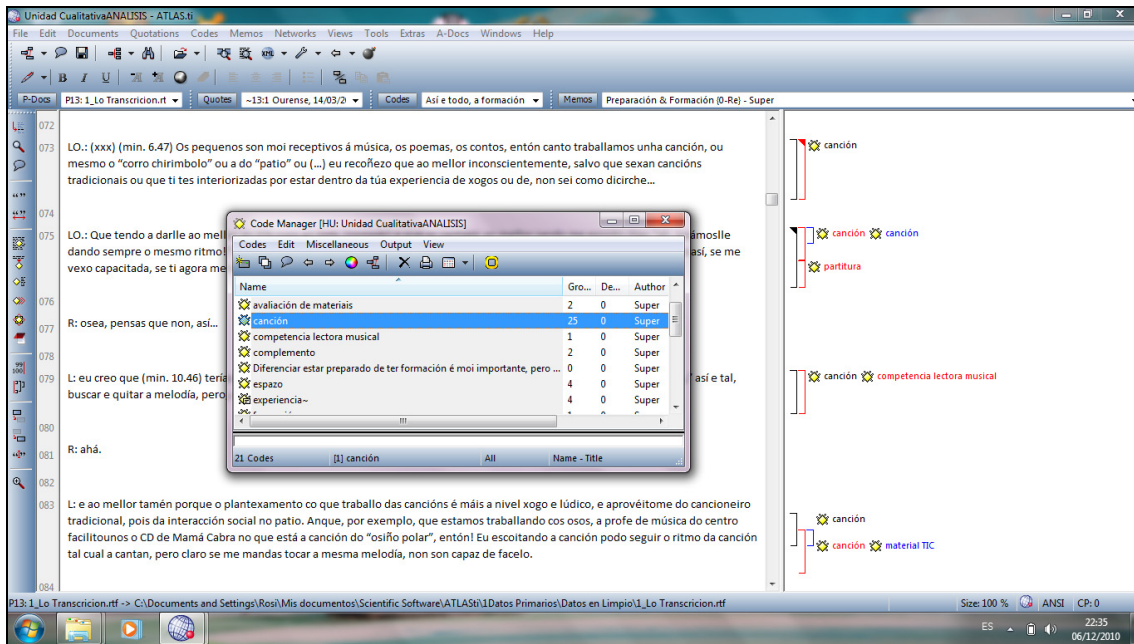 Unidad CualitativaANALISIS - ATLAS.ti
File Edit Documents Quotations Codes Memos Networks Views Tools Extras A-Docs Windows Help
P-Docs P13: 1_Lo Transcricion.rt Quotes ~13:1 Ourense, 14/03/2( Codes Así e todo, a formación Memos Preparación & Formación {0-Re} - Super
072
073 LO.: (xxx) (min. 6.47) Os pequenos son moi receptivos á música, os poemas, os contos, entón canto traballamos unha canción, ou
mesmo o “corro chirimbolo” ou a do “patio” ou (...) eu recoñezo que ao mellor inconscientemente, salvo que sexan cancións
tradicionais ou que ti tes interiorizadas por estar dentro da túa experiencia de xogos ou de, non sei como dicirche...
canción
074
075 LO.: Que tendo a darlle ao mell
ámoslle
dando sempre o mesmo ritmo!
así, se me
vexo capacitada, se ti agora me
canción canción
partitura
076
077 R: osea, pensas que non, así...
078
079 L: eu creo que (min. 10.46) tería
así e tal,
buscar e quitar a melodía, pero
canción competencia lectora musical
080
081 R: ahá.
082
083 L: e ao mellor tamén porque o plantexamento co que traballo das cancións é máis a nivel xogo e lúdico, e aprovéitome do cancioneiro
tradicional, pois da interacción social no patio. Anque, por exemplo, que estamos traballando cos osos, a profe de música do centro
facilitounos o CD de Mamá Cabra no que está a canción do “osiño polar”, entón! Eu escoitando a canción podo seguir o ritmo da canción
tal cual a cantan, pero claro se me mandas tocar a mesma melodía, non son capaz de facelo.
canción
canción material TIC
084
Code Manager [HU: Unidad CualitativaANALISIS]
Codes Edit Miscellaneous Output View
Name Gro... De... Author
avaliación de materiais 2 0 Super
canción 25 0 Super
competencia lectora musical 1 0 Super
complemento 2 0 Super
Diferenciar estar preparado de ter formación é moi importante, pero ... 0 0 Super
espazo 4 0 Super
experiencia~ 4 0 Super
21 Codes [1] canción All Name - Title
P13: 1_Lo Transcricion.rtf -> C:\Documents and Settings\Rosi\Mis documentos\Scientific Software\ATLASti\1Datos Primarios\Datos en Limpio\1_Lo Transcricion.rtf Size: 100 % ANSI CP: 0
ES 22:35
06/12/2010